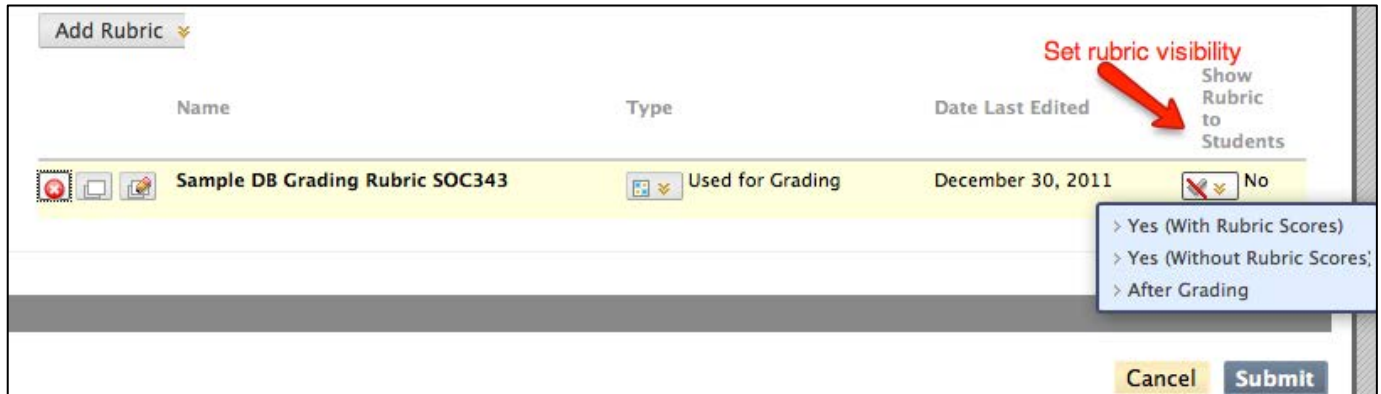 Add Rubric
Set rubric visibility
Name
Type
Date Last Edited
Show
Rubric
to
Students
Sample DB Grading Rubric SOC343
Used for Grading
December 30, 2011
No
> Yes (With Rubric Scores)
> Yes (Without Rubric Scores)
> After Grading
Cancel
Submit